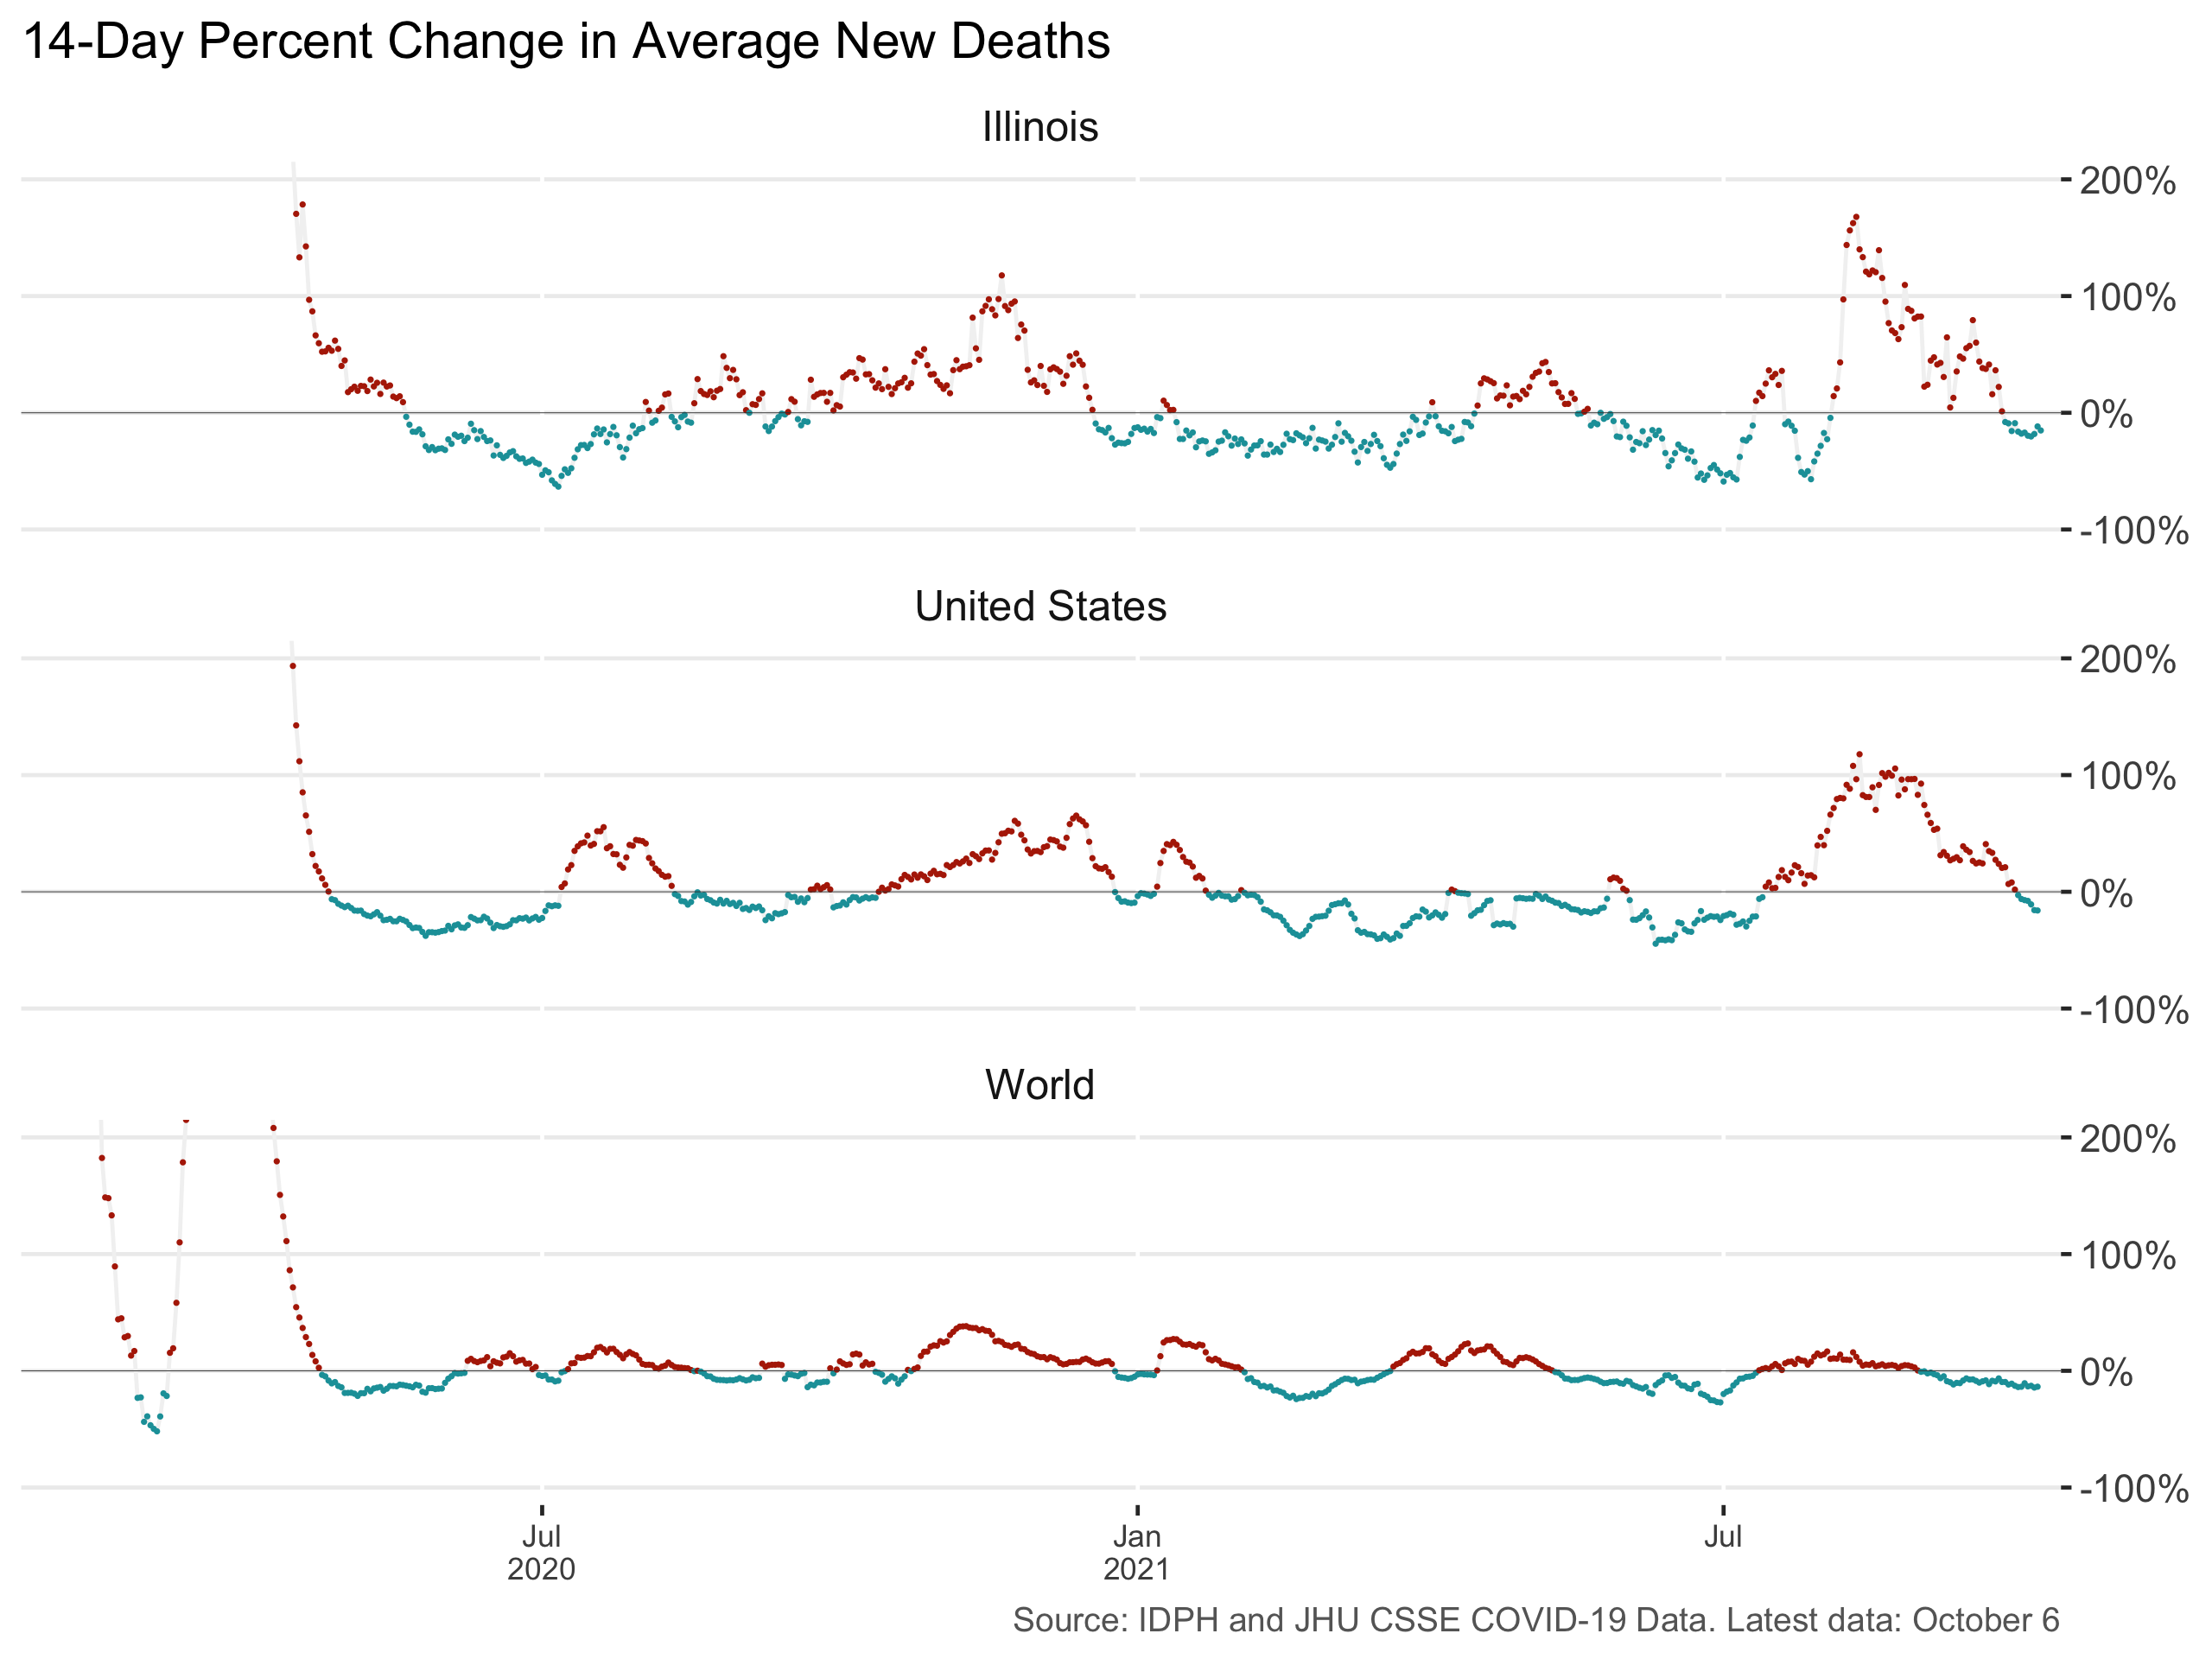 14-Day Percent Change in Average New Deaths
Illinois
200%
100%
0%
-100%
United States
200%
100%
0%
-100%
World
200%
100%
0%
-100%
Jul Jan Jul
2020 2021
Source: IDPH and JHU CSSE COVID-19 Data. Latest data: October 6